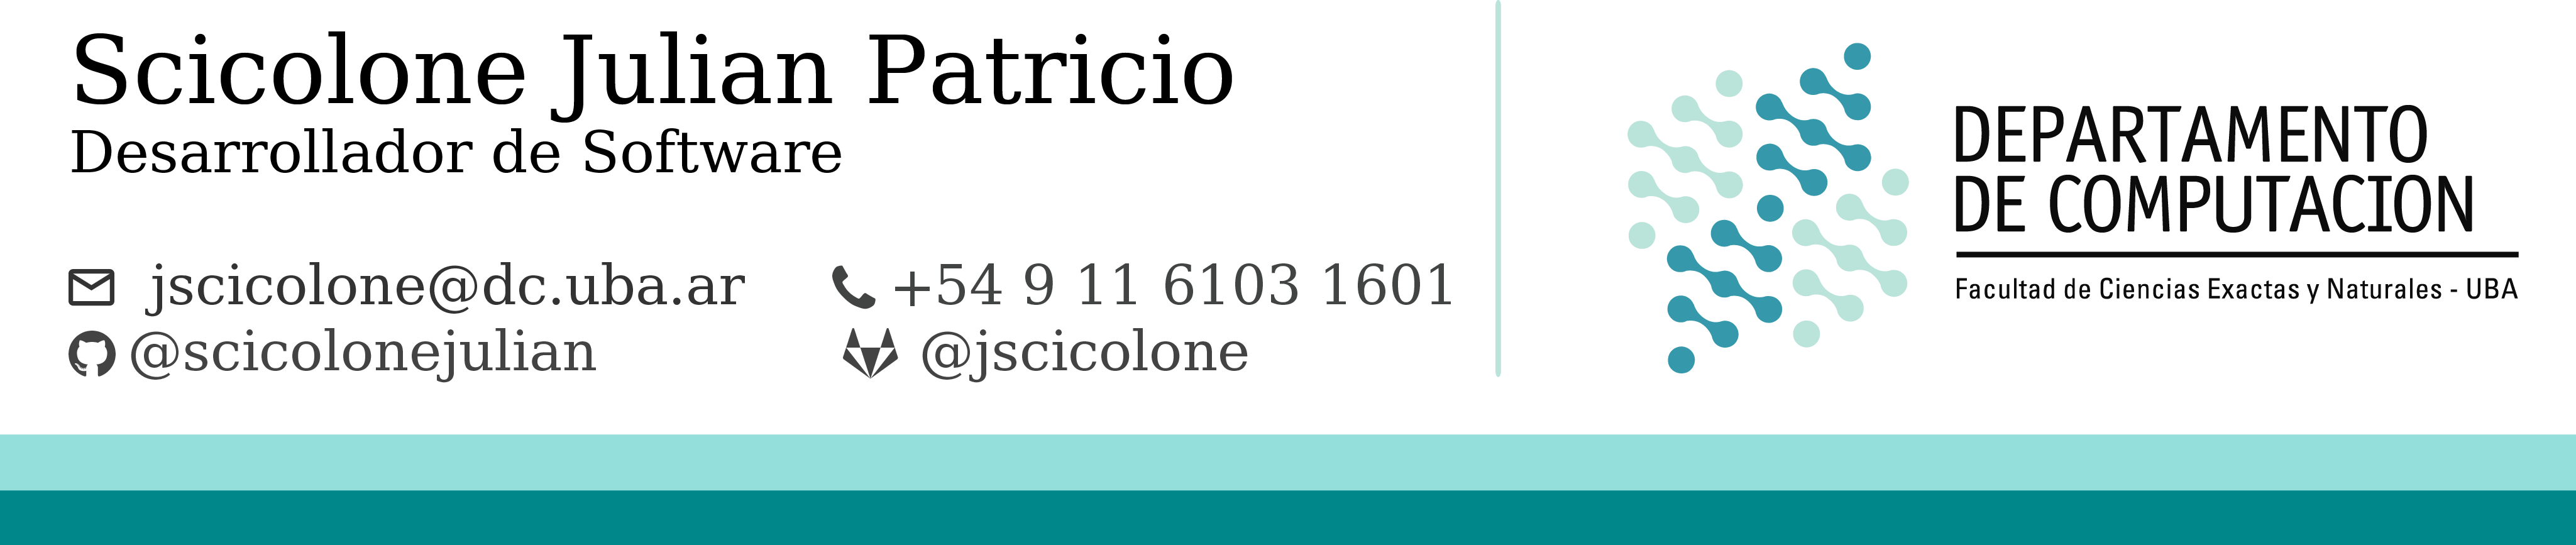 Scicolone Julian Patricio
Desarrollador de Software
jscicolone@dc.uba.ar
+54 9 11 6103 1601
@scicolonejulian
@jscicolone
DEPARTAMENTO
DE COMPUTACION
Facultad de Ciencias Exactas y Naturales - UBA